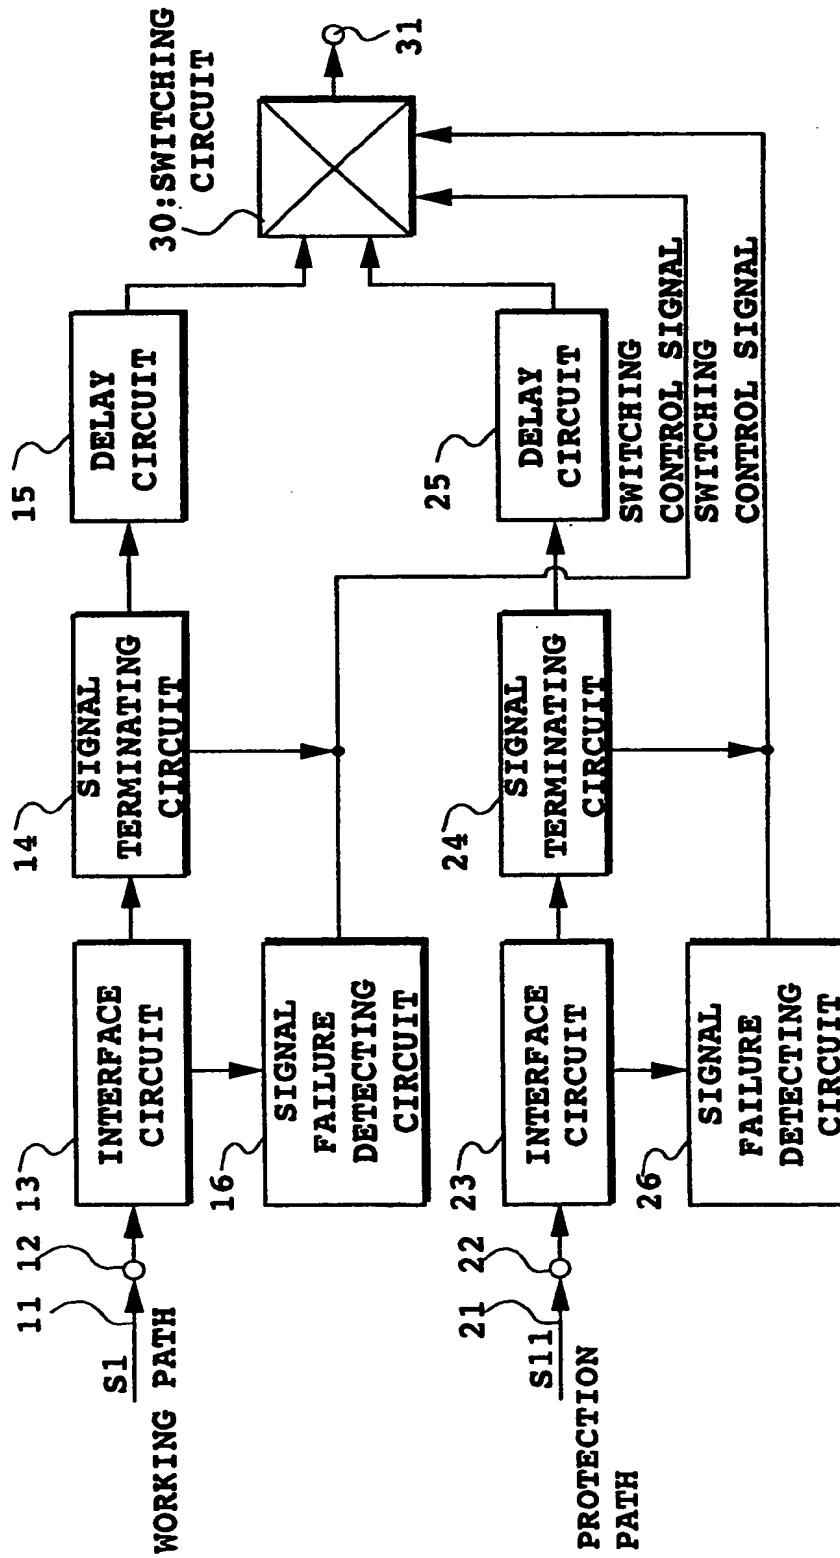 WORKING PATH
S1
11
12
13
INTERFACE
CIRCUIT
14
SIGNAL
TERMINATING
CIRCUIT
15
DELAY
CIRCUIT
30:SWITCHING
CIRCUIT
31
16
SIGNAL
FAILURE
DETECTING
CIRCUIT
PROTECTION
PATH
S11
21
22
23
INTERFACE
CIRCUIT
24
SIGNAL
TERMINATING
CIRCUIT
25
DELAY
CIRCUIT
SWITCHING
CONTROL SIGNAL
SWITCHING
CONTROL SIGNAL
26
SIGNAL
FAILURE
DETECTING
CIRCUIT